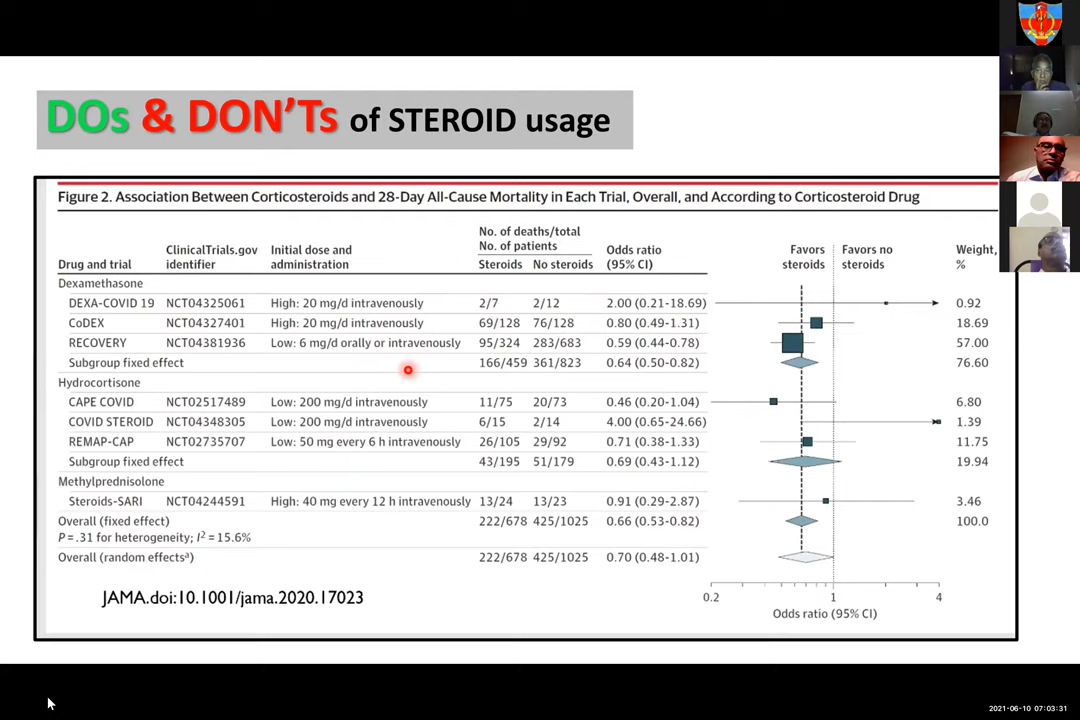 DOs & DON'Ts of STEROID usage
Figure 2. Association Between Corticosteroids and 28-Day All-Cause Mortality in Each Trial, Overall, and According to Corticosteroid Drug
No. of deaths/total
ClinicalTrials.gov Initial dose and No. of patients Odds ratio Favors Favors no Weight,
Drug and trial identifier administration Steroids No steroids (95% CI) steroids steroids %
Dexamethasone
DEXA-COVID 19 NCT04325061 High: 20 mg/d intravenously 2/7 2/12 2.00 (0.21-18.69) 0.92
CoDEX NCT04327401 High: 20 mg/d intravenously 69/128 76/128 0.80 (0.49-1.31) 18.69
RECOVERY NCT04381936 Low: 6 mg/d orally or intravenously 95/324 283/683 0.59 (0.44-0.78) 57.00
Subgroup fixed effect 166/459 361/823 0.64 (0.50-0.82) 76.60
Hydrocortisone
CAPE COVID NCT02517489 Low: 200 mg/d intravenously 11/75 20/73 0.46 (0.20-1.04) 6.80
COVID STEROID NCT04348305 Low: 200 mg/d intravenously 6/15 2/14 4.00 (0.65-24.66) 1.39
REMAP-CAP NCT02735707 Low: 50 mg every 6 h intravenously 26/105 29/92 0.71 (0.38-1.33) 11.75
Subgroup fixed effect 43/195 51/179 0.69 (0.43-1.12) 19.94
Methylprednisolone
Steroids-SARI NCT04244591 High: 40 mg every 12 h intravenously 13/24 13/23 0.91 (0.29-2.87) 3.46
Overall (fixed effect) 222/678 425/1025 0.66 (0.53-0.82) 100.0
P = .31 for heterogeneity; I² = 15.6%
Overall (random effectsᵃ) 222/678 425/1025 0.70 (0.48-1.01)
0.2 1 4
Odds ratio (95% CI)
JAMA.doi:10.1001/jama.2020.17023
2021-06-10 07:03:31